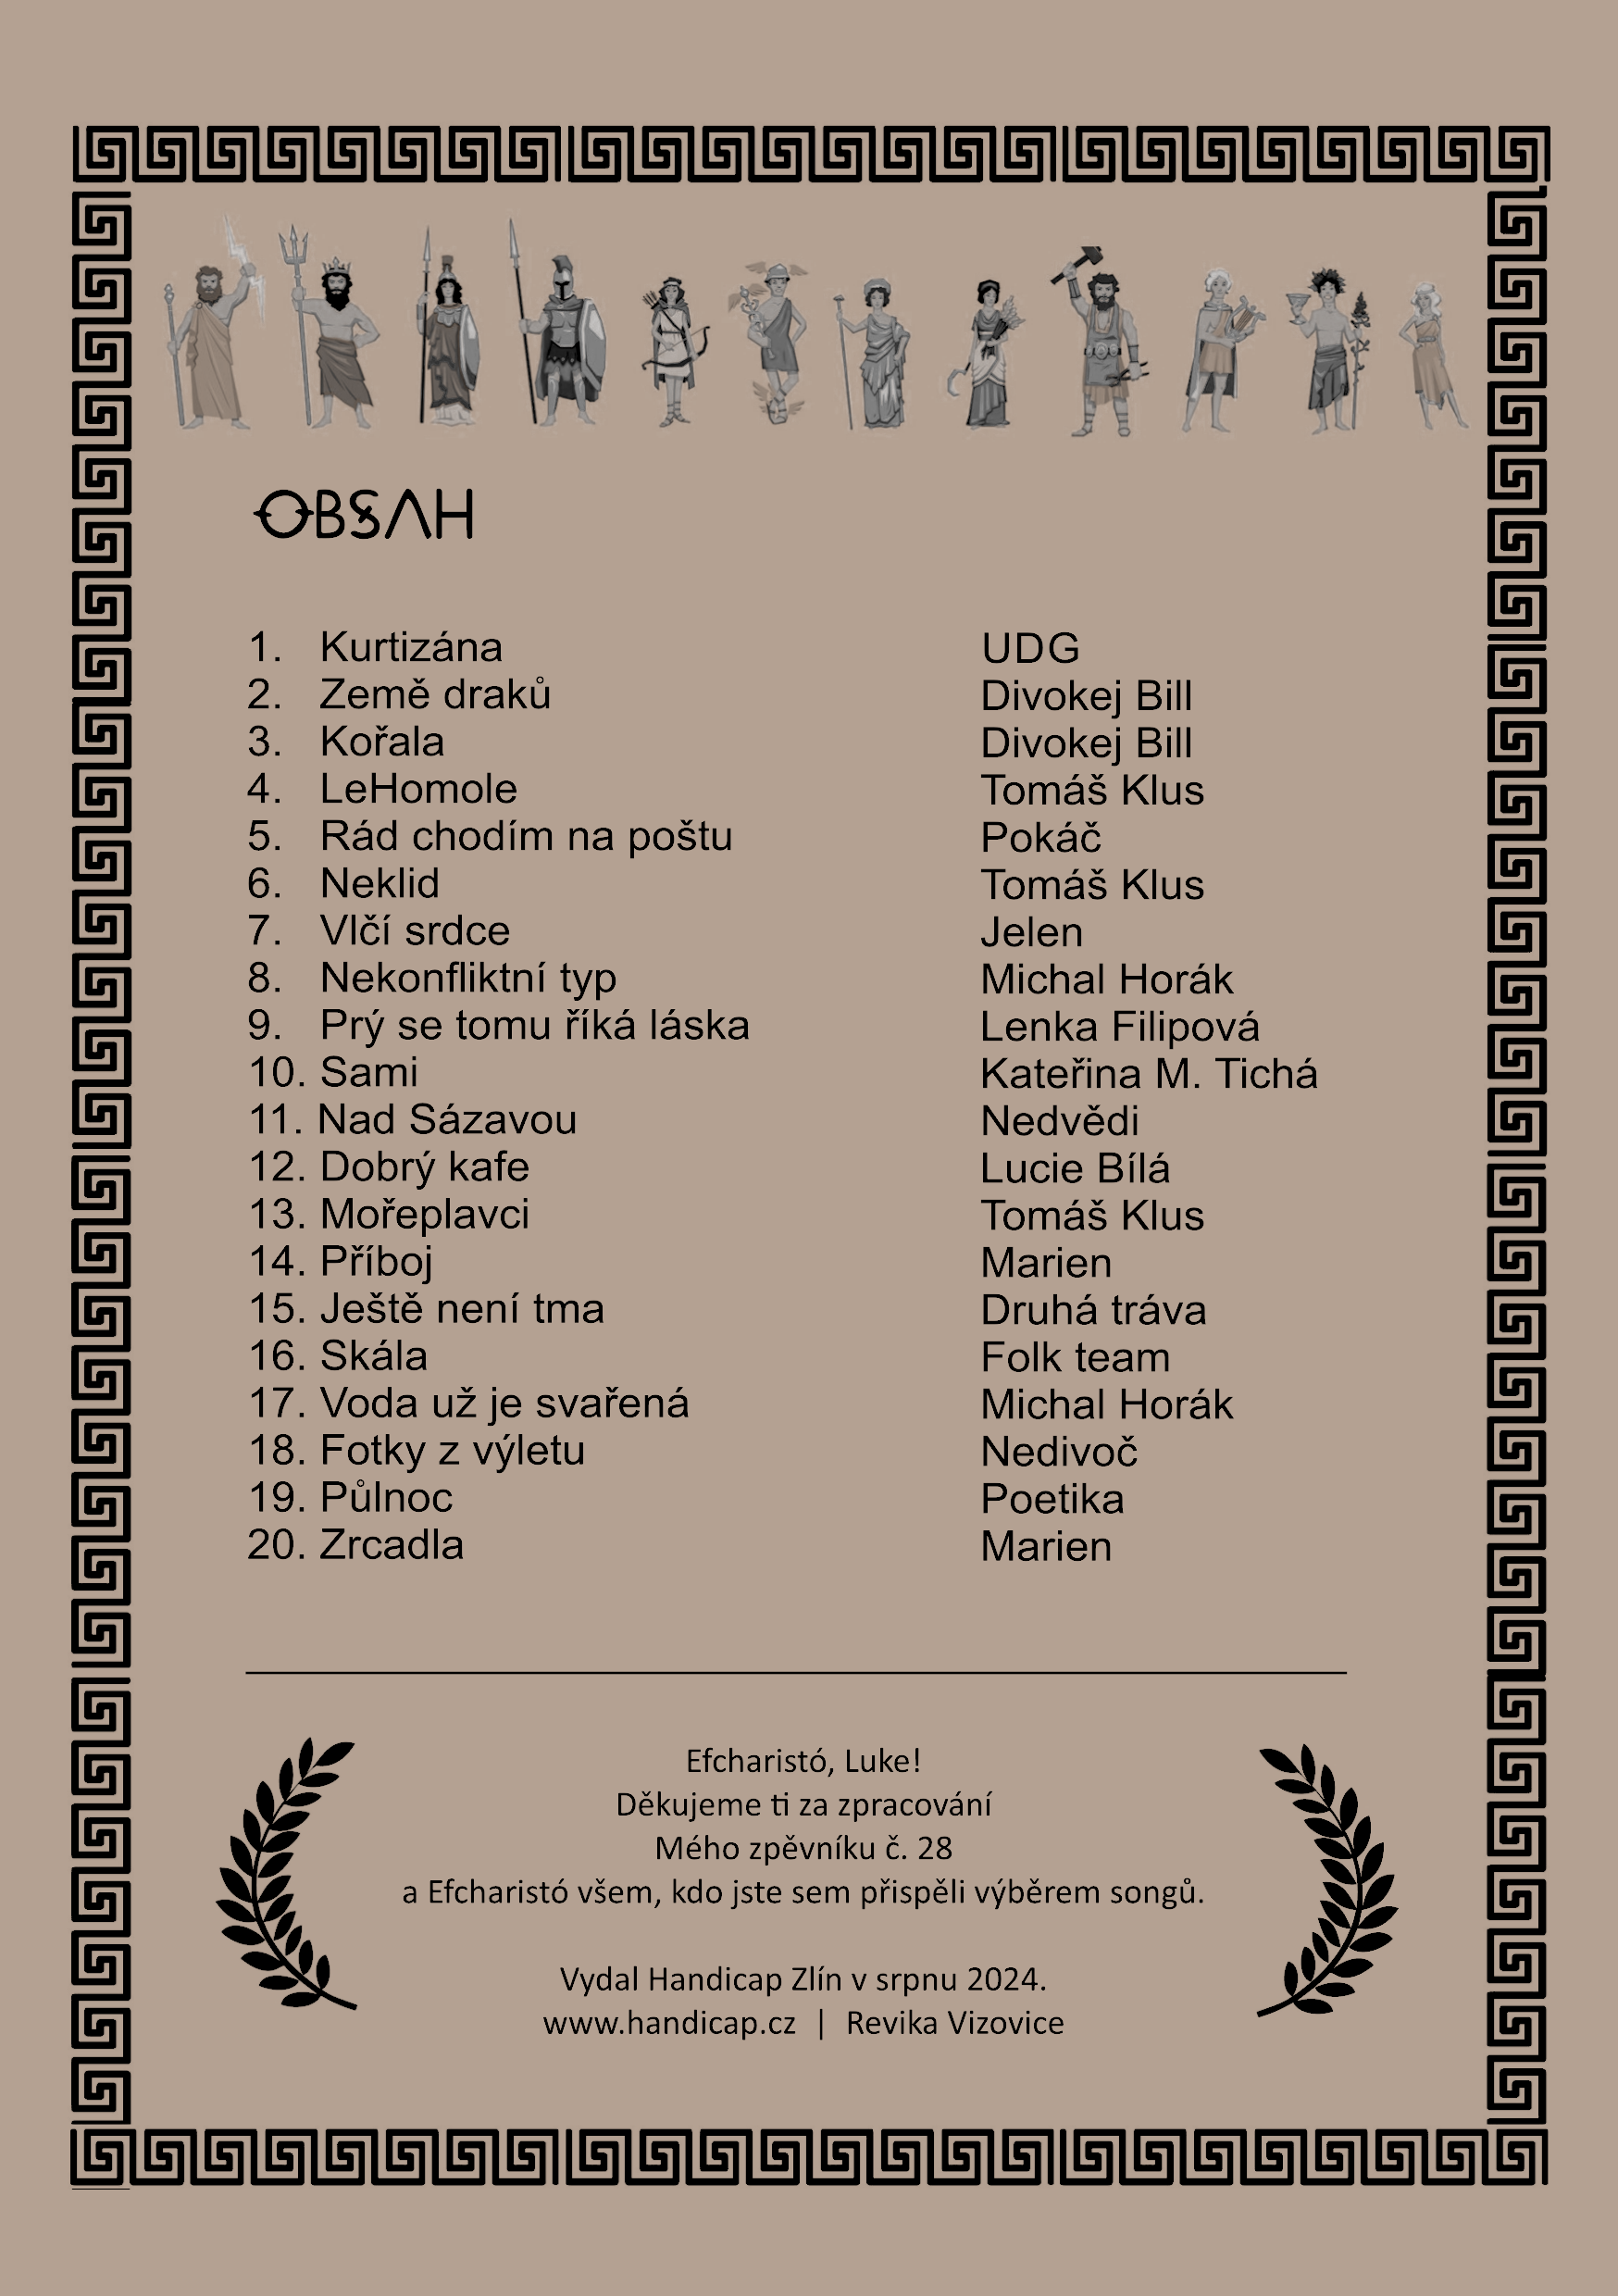 OBSAH
1. Kurtizána UDG
2. Země draků Divokej Bill
3. Kořala Divokej Bill
4. LeHomole Tomáš Klus
5. Rád chodím na poštu Pokáč
6. Neklid Tomáš Klus
7. Vlčí srdce Jelen
8. Nekonfliktní typ Michal Horák
9. Prý se tomu říká láska Lenka Filipová
10. Sami Kateřina M. Tichá
11. Nad Sázavou Nedvědi
12. Dobrý kafe Lucie Bílá
13. Mořeplavci Tomáš Klus
14. Příboj Marien
15. Ještě není tma Druhá tráva
16. Skála Folk team
17. Voda už je svařená Michal Horák
18. Fotky z výletu Nedivoč
19. Půlnoc Poetika
20. Zrcadla Marien
Efcharistó, Luke!
Děkujeme ti za zpracování
Mého zpěvníku č. 28
a Efcharistó všem, kdo jste sem přispěli výběrem songů.
Vydal Handicap Zlín v srpnu 2024.
www.handicap.cz | Revika Vizovice